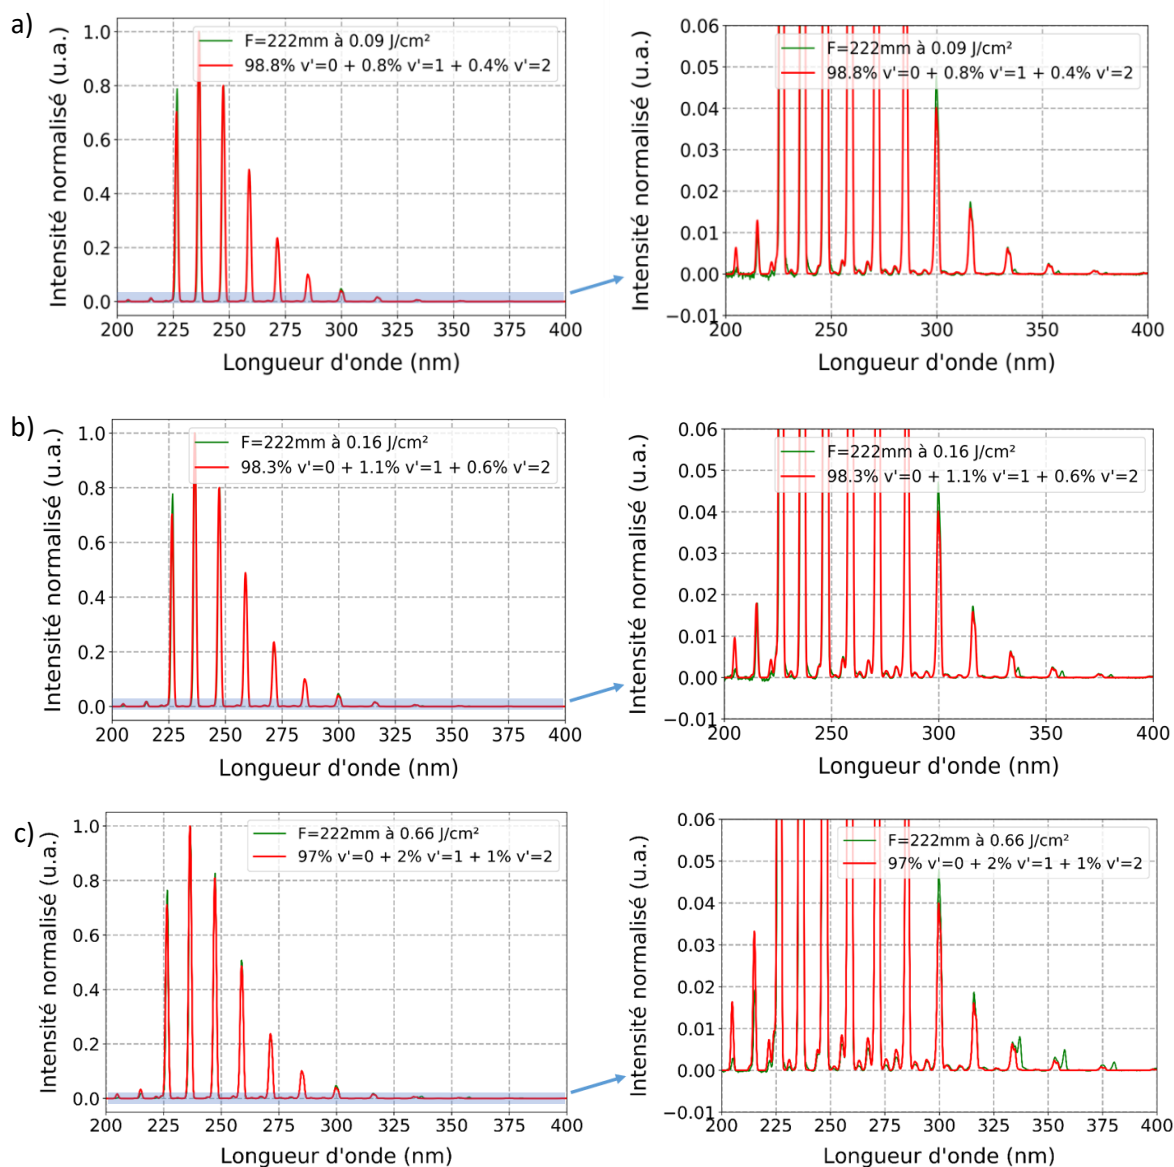 a)
Intensité normalisé (u.a.)
1.0
0.8
0.6
0.4
0.2
0.0
F=222mm à 0.09 J/cm²
98.8% v'=0 + 0.8% v'=1 + 0.4% v'=2
200 225 250 275 300 325 350 375 400
Longueur d'onde (nm)
Intensité normalisé (u.a.)
0.06
0.05
0.04
0.03
0.02
0.01
0.00
−0.01
F=222mm à 0.09 J/cm²
98.8% v'=0 + 0.8% v'=1 + 0.4% v'=2
200 250 300 350 400
Longueur d'onde (nm)
b)
Intensité normalisé (u.a.)
1.0
0.8
0.6
0.4
0.2
0.0
F=222mm à 0.16 J/cm²
98.3% v'=0 + 1.1% v'=1 + 0.6% v'=2
200 225 250 275 300 325 350 375 400
Longueur d'onde (nm)
Intensité normalisé (u.a.)
0.06
0.05
0.04
0.03
0.02
0.01
0.00
−0.01
F=222mm à 0.16 J/cm²
98.3% v'=0 + 1.1% v'=1 + 0.6% v'=2
200 250 300 350 400
Longueur d'onde (nm)
c)
Intensité normalisé (u.a.)
1.0
0.8
0.6
0.4
0.2
0.0
F=222mm à 0.66 J/cm²
97% v'=0 + 2% v'=1 + 1% v'=2
200 225 250 275 300 325 350 375 400
Longueur d'onde (nm)
Intensité normalisé (u.a.)
0.06
0.05
0.04
0.03
0.02
0.01
0.00
−0.01
F=222mm à 0.66 J/cm²
97% v'=0 + 2% v'=1 + 1% v'=2
200 225 250 275 300 325 350 375 400
Longueur d'onde (nm)